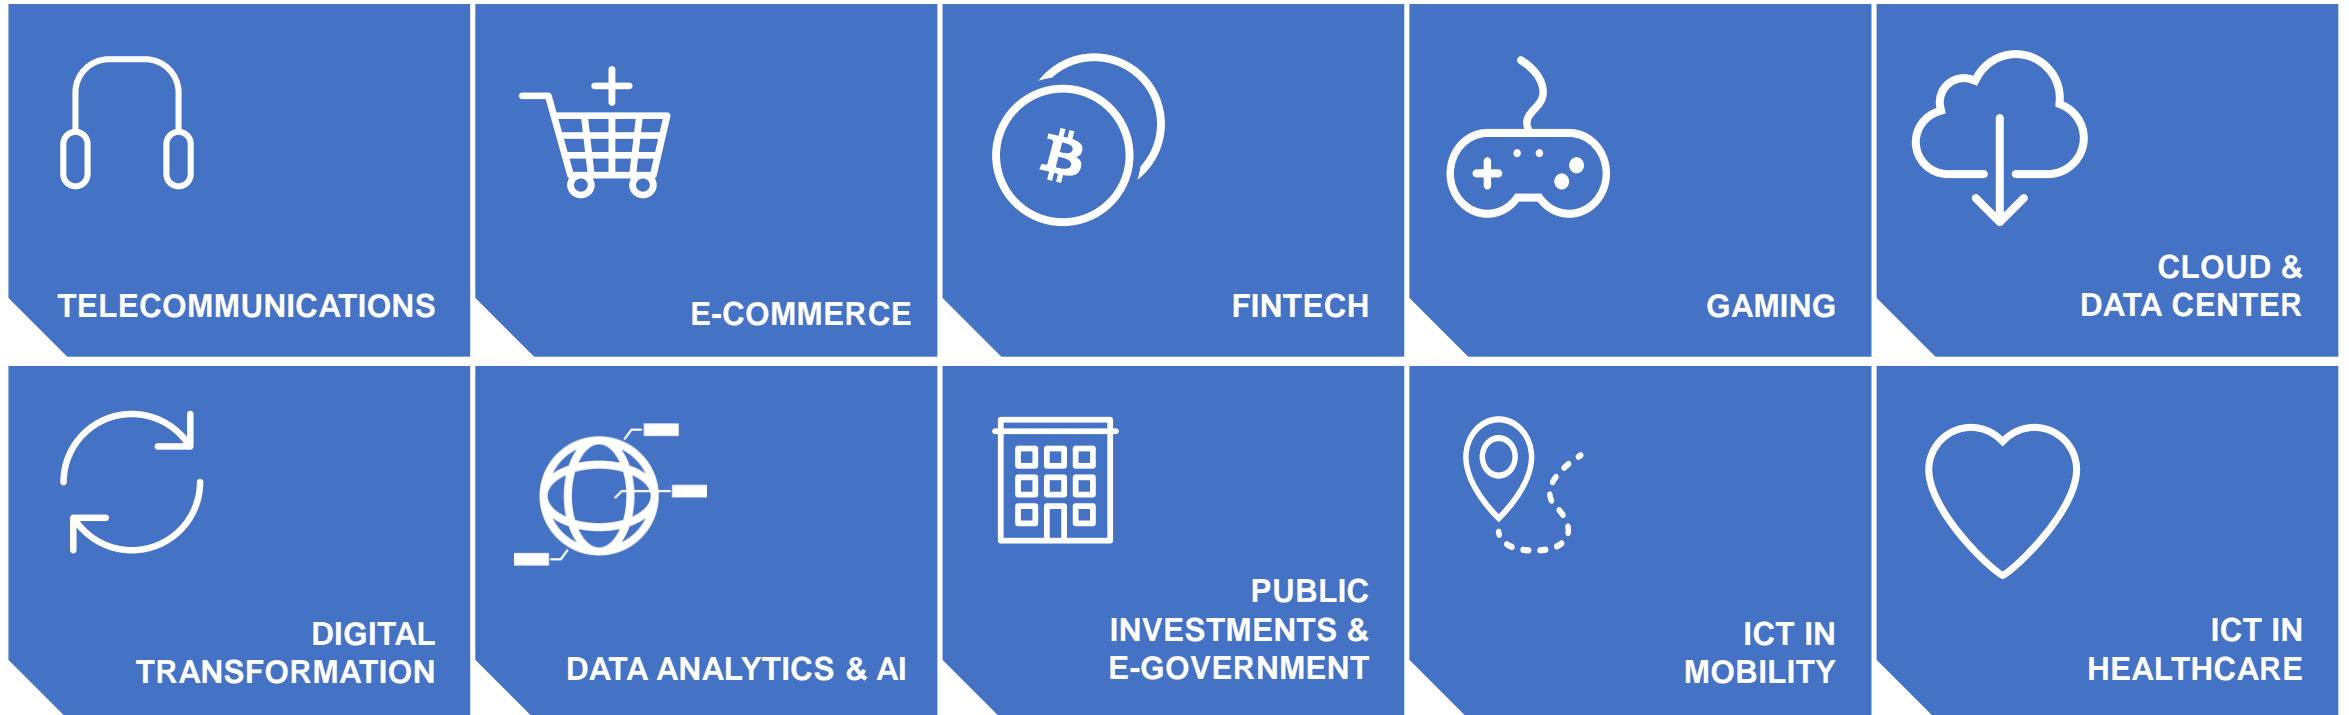 TELECOMMUNICATIONS
E-COMMERCE
FINTECH
GAMING
CLOUD &
DATA CENTER
DIGITAL
TRANSFORMATION
DATA ANALYTICS & AI
PUBLIC
INVESTMENTS &
E-GOVERNMENT
ICT IN
MOBILITY
ICT IN
HEALTHCARE